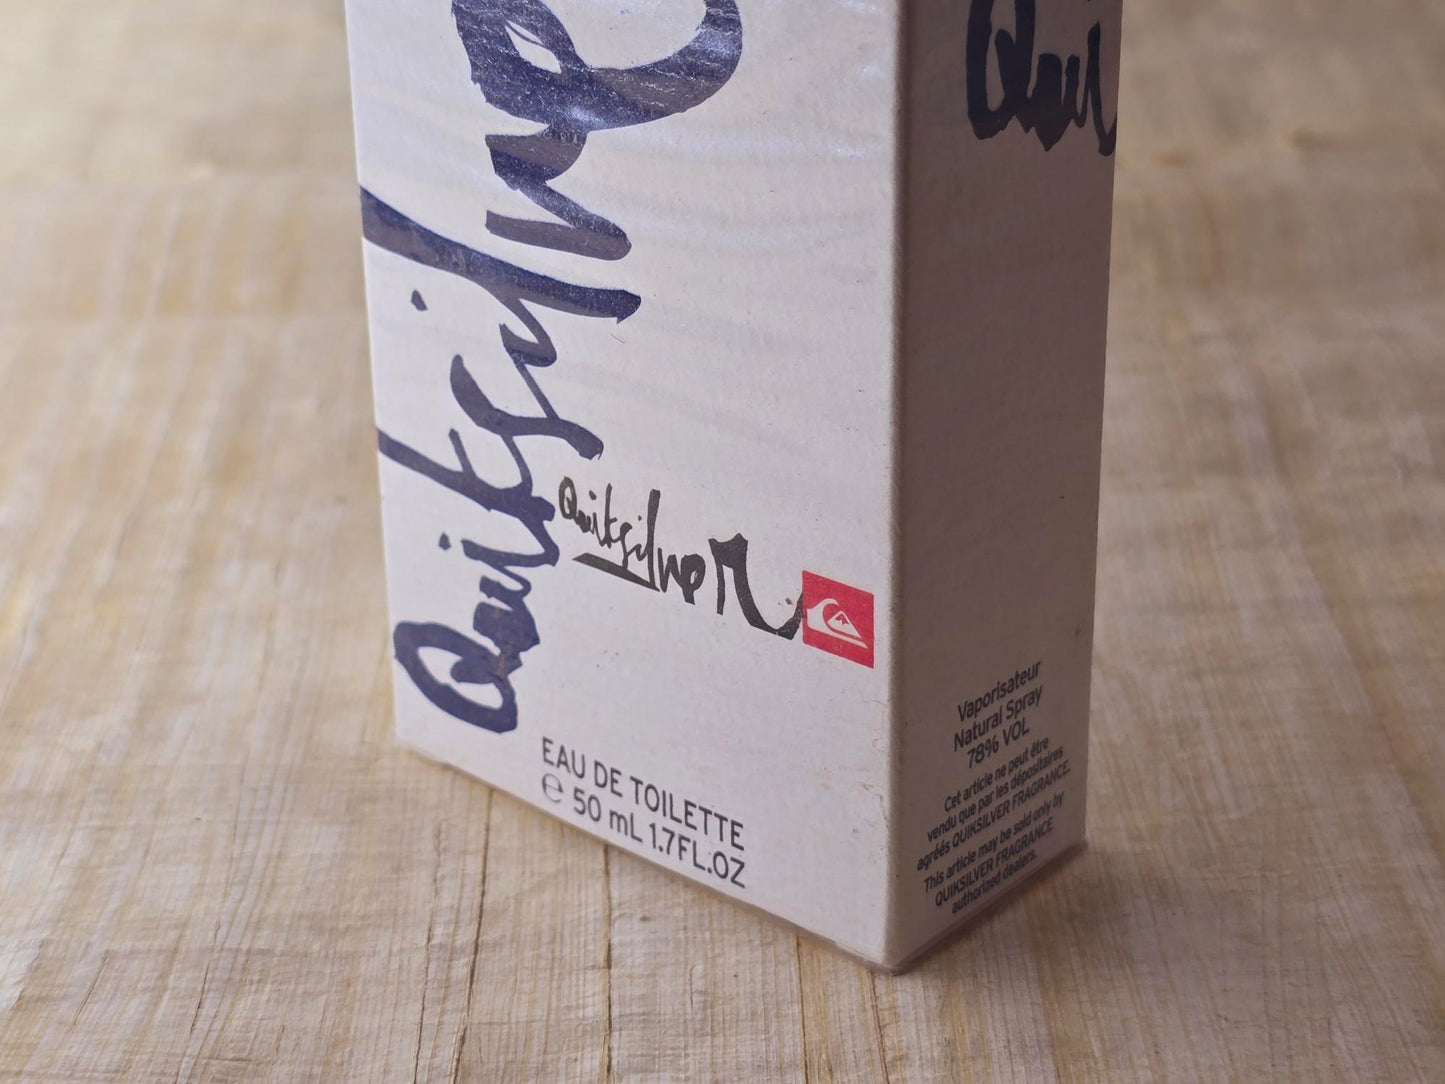 Quiksilve
Quiksilver
EAU DE TOILETTE
℮ 50 mL 1.7FL.OZ
Qui
Vaporisateur
Natural Spray
78% VOL
Cet article ne peut être
vendu que par les dépositaires
agréés QUIKSILVER FRAGRANCE.
This article may be sold only by
QUIKSILVER FRAGRANCE
authorized dealers.